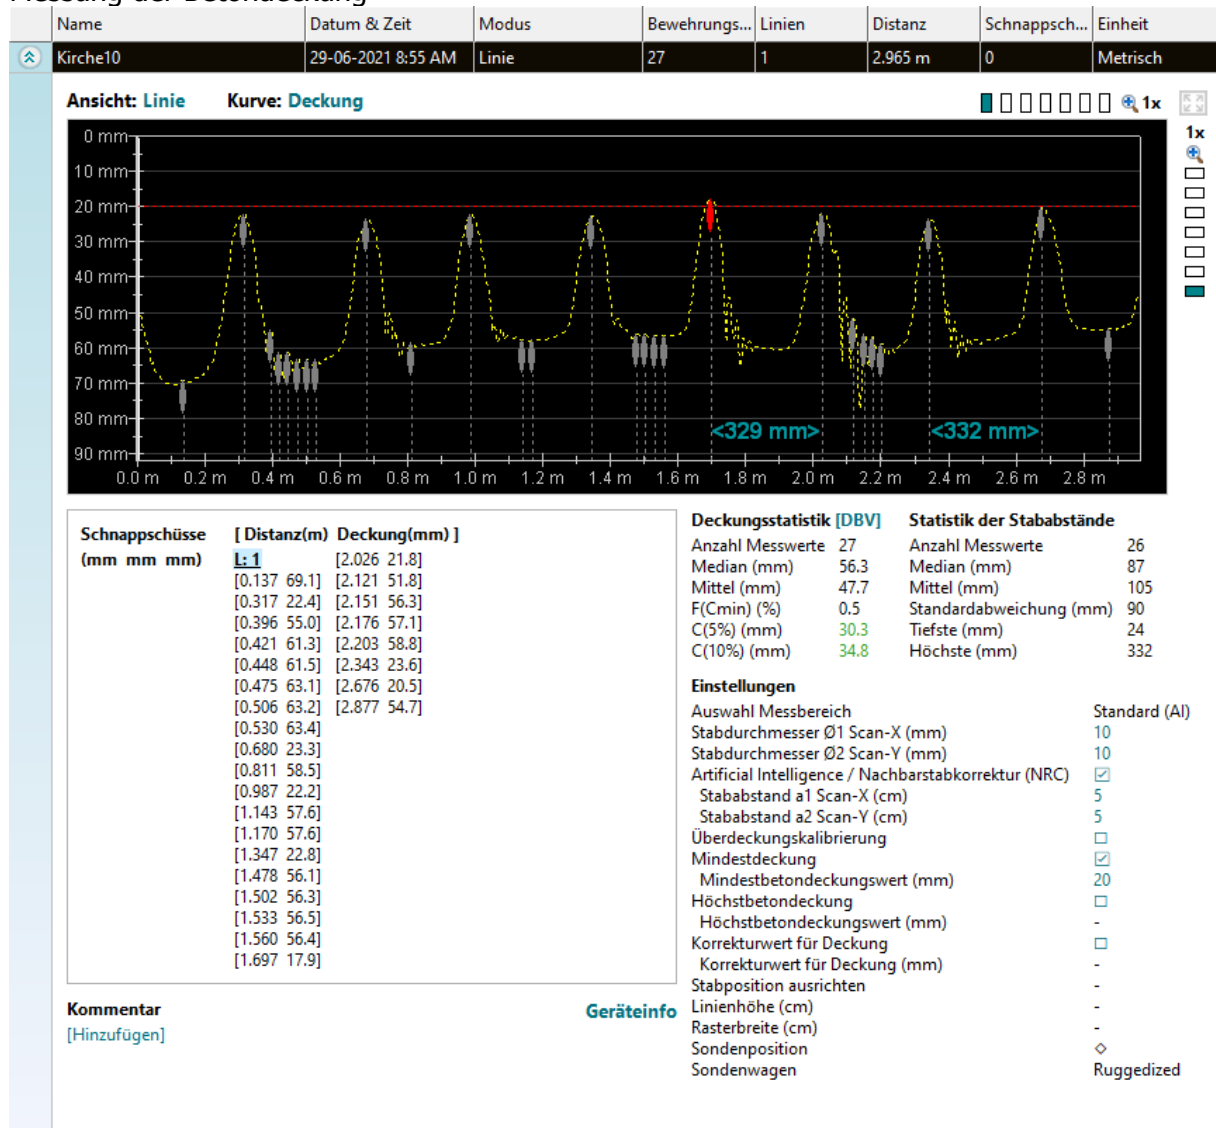 Messung der Betondeckung
Name Datum & Zeit Modus Bewehrungs... Linien Distanz Schnappsch... Einheit
Kirche10 29-06-2021 8:55 AM Linie 27 1 2.965 m 0 Metrisch
Ansicht: Linie Kurve: Deckung 1x
1x
0 mm
10 mm
20 mm
30 mm
40 mm
50 mm
60 mm
70 mm
80 mm
90 mm
<329 mm> <332 mm>
0.0 m 0.2 m 0.4 m 0.6 m 0.8 m 1.0 m 1.2 m 1.4 m 1.6 m 1.8 m 2.0 m 2.2 m 2.4 m 2.6 m 2.8 m
Schnappschüsse [ Distanz(m) Deckung(mm) ]
(mm mm mm) L: 1 [2.026 21.8]
[0.137 69.1] [2.121 51.8]
[0.317 22.4] [2.151 56.3]
[0.396 55.0] [2.176 57.1]
[0.421 61.3] [2.203 58.8]
[0.448 61.5] [2.343 23.6]
[0.475 63.1] [2.676 20.5]
[0.506 63.2] [2.877 54.7]
[0.530 63.4]
[0.680 23.3]
[0.811 58.5]
[0.987 22.2]
[1.143 57.6]
[1.170 57.6]
[1.347 22.8]
[1.478 56.1]
[1.502 56.3]
[1.533 56.5]
[1.560 56.4]
[1.697 17.9]
Kommentar Geräteinfo
[Hinzufügen]
Deckungsstatistik [DBV] Statistik der Stababstände
Anzahl Messwerte 27 Anzahl Messwerte 26
Median (mm) 56.3 Median (mm) 87
Mittel (mm) 47.7 Mittel (mm) 105
F(Cmin) (%) 0.5 Standardabweichung (mm) 90
C(5%) (mm) 30.3 Tiefste (mm) 24
C(10%) (mm) 34.8 Höchste (mm) 332
Einstellungen
Auswahl Messbereich Standard (AI)
Stabdurchmesser Ø1 Scan-X (mm) 10
Stabdurchmesser Ø2 Scan-Y (mm) 10
Artificial Intelligence / Nachbarstabkorrektur (NRC) ☑
Stababstand a1 Scan-X (cm) 5
Stababstand a2 Scan-Y (cm) 5
Überdeckungskalibrierung ☐
Mindestdeckung ☑
Mindestbetondeckungswert (mm) 20
Höchstbetondeckung ☐
Höchstbetondeckungswert (mm) -
Korrekturwert für Deckung ☐
Korrekturwert für Deckung (mm) -
Stabposition ausrichten -
Linienhöhe (cm) -
Rasterbreite (cm) -
Sondenposition ◇
Sondenwagen Ruggedized